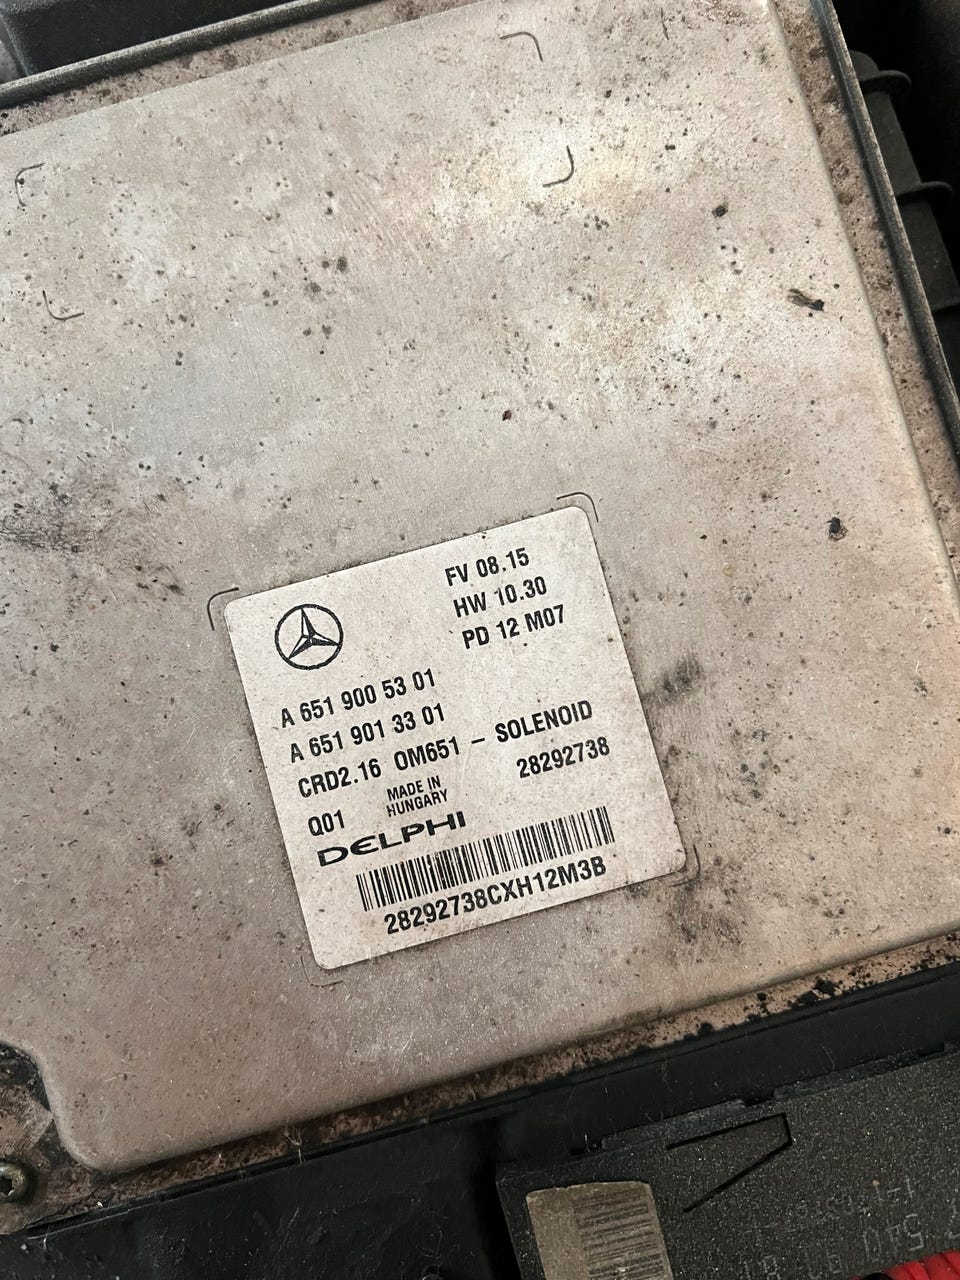 FV 08.15
HW 10.30
PD 12 M07
A 651 900 53 01
A 651 901 33 01
CRD2.16 OM651 – SOLENOID
Q01 MADE IN HUNGARY 28292738
DELPHI
28292738CXH12M3B